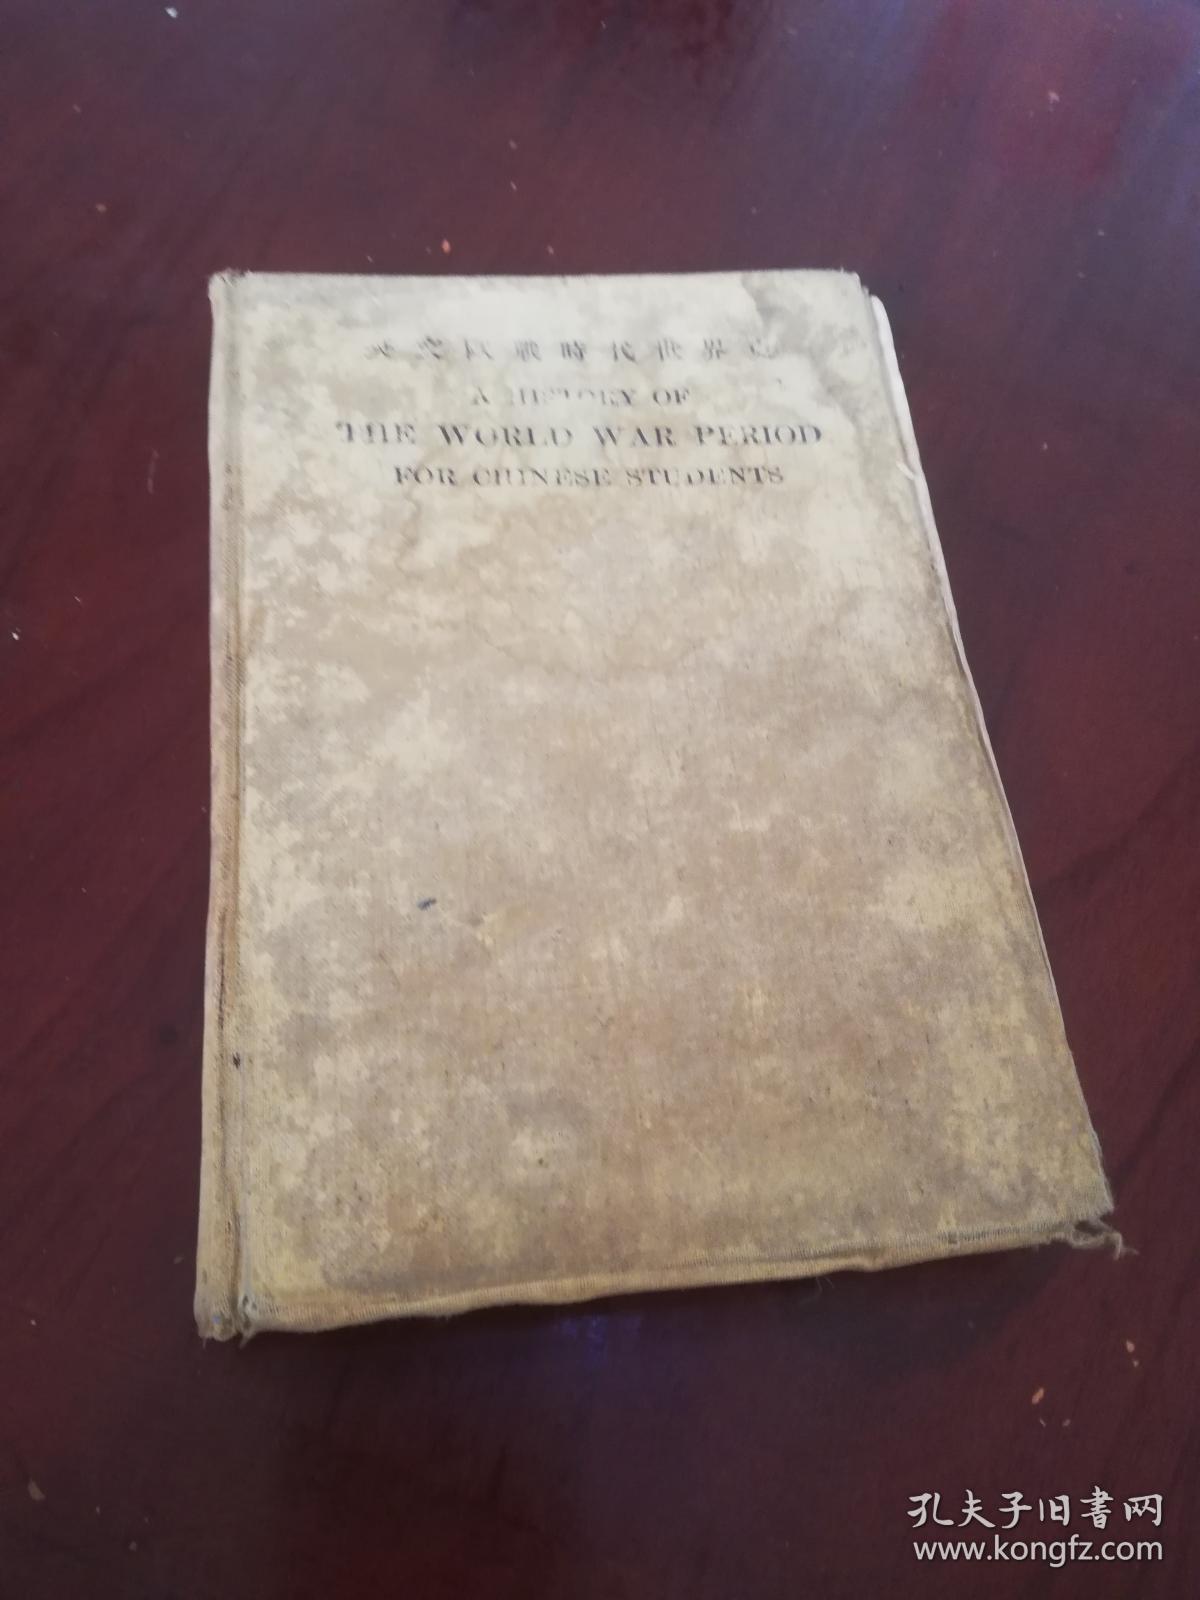 戰時代世界
A HISTORY OF
THE WORLD WAR PERIOD
FOR CHINESE STUDENTS
孔夫子旧书网
www.kongfz.com